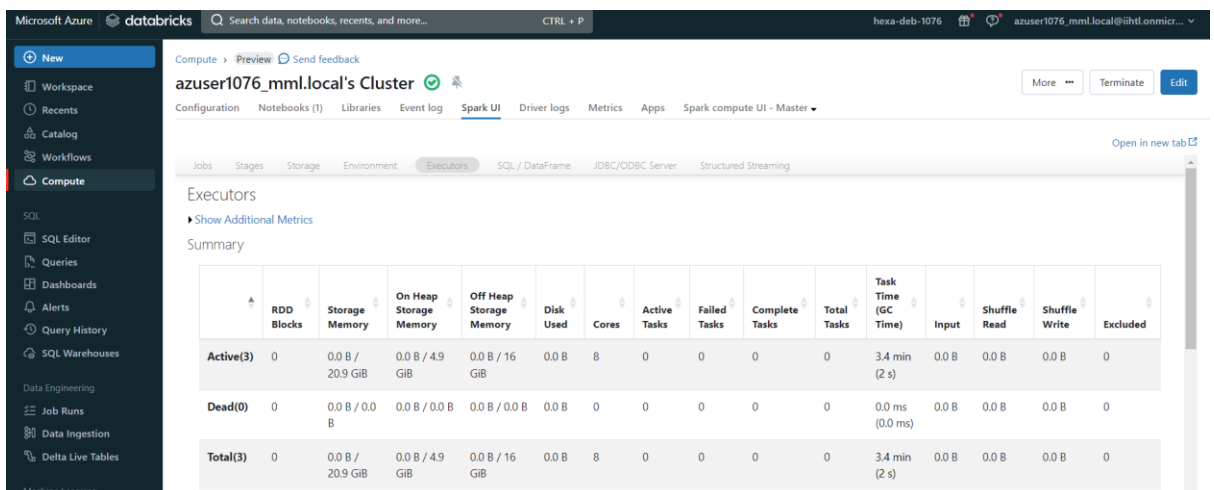 Microsoft Azure databricks Search data, notebooks, recents, and more... CTRL + P hexa-deb-1076 azuser1076_mml.local@iihtl.onmicr...
New
Workspace
Recents
Catalog
Workflows
Compute
SQL
SQL Editor
Queries
Dashboards
Alerts
Query History
SQL Warehouses
Data Engineering
Job Runs
Data Ingestion
Delta Live Tables
Compute › Preview Send feedback
azuser1076_mml.local's Cluster
More ··· Terminate Edit
Configuration Notebooks (1) Libraries Event log Spark UI Driver logs Metrics Apps Spark compute UI - Master
Open in new tab
Jobs Stages Storage Environment Executors SQL / DataFrame JDBC/ODBC Server Structured Streaming
Executors
Show Additional Metrics
Summary
RDD Blocks Storage Memory On Heap Storage Memory Off Heap Storage Memory Disk Used Cores Active Tasks Failed Tasks Complete Tasks Total Tasks Task Time (GC Time) Input Shuffle Read Shuffle Write Excluded
Active(3) 0 0.0 B / 20.9 GiB 0.0 B / 4.9 GiB 0.0 B / 16 GiB 0.0 B 8 0 0 0 0 3.4 min (2 s) 0.0 B 0.0 B 0.0 B 0
Dead(0) 0 0.0 B / 0.0 B 0.0 B / 0.0 B 0.0 B / 0.0 B 0.0 B 0 0 0 0 0 0.0 ms (0.0 ms) 0.0 B 0.0 B 0.0 B 0
Total(3) 0 0.0 B / 20.9 GiB 0.0 B / 4.9 GiB 0.0 B / 16 GiB 0.0 B 8 0 0 0 0 3.4 min (2 s) 0.0 B 0.0 B 0.0 B 0